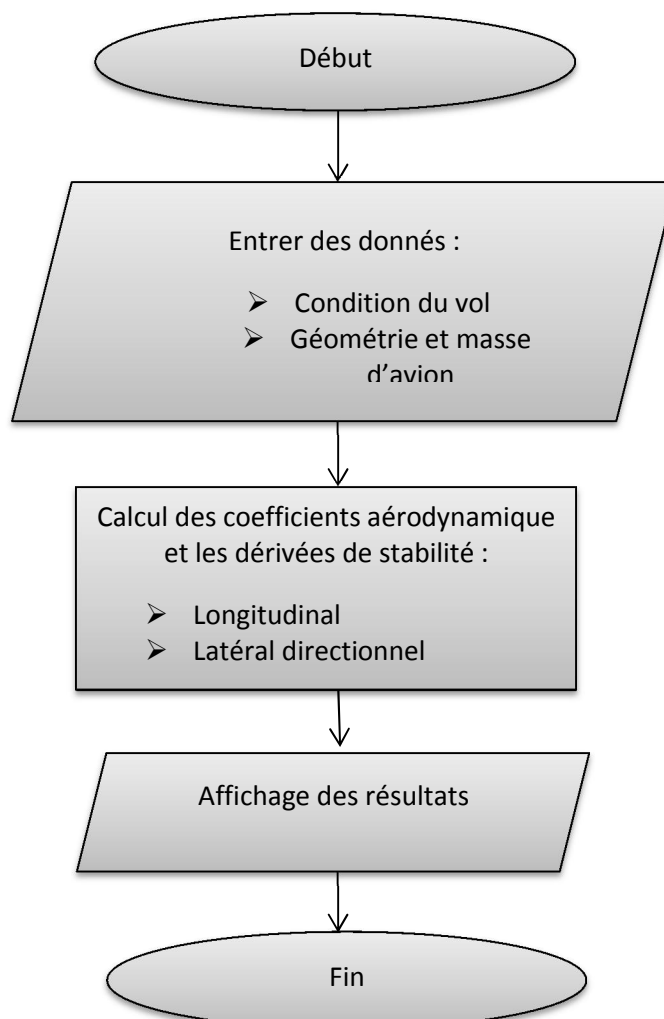 Début
Entrer des donnés :
➢ Condition du vol
➢ Géométrie et masse
d'avion
Calcul des coefficients aérodynamique
et les dérivées de stabilité :
➢ Longitudinal
➢ Latéral directionnel
Affichage des résultats
Fin